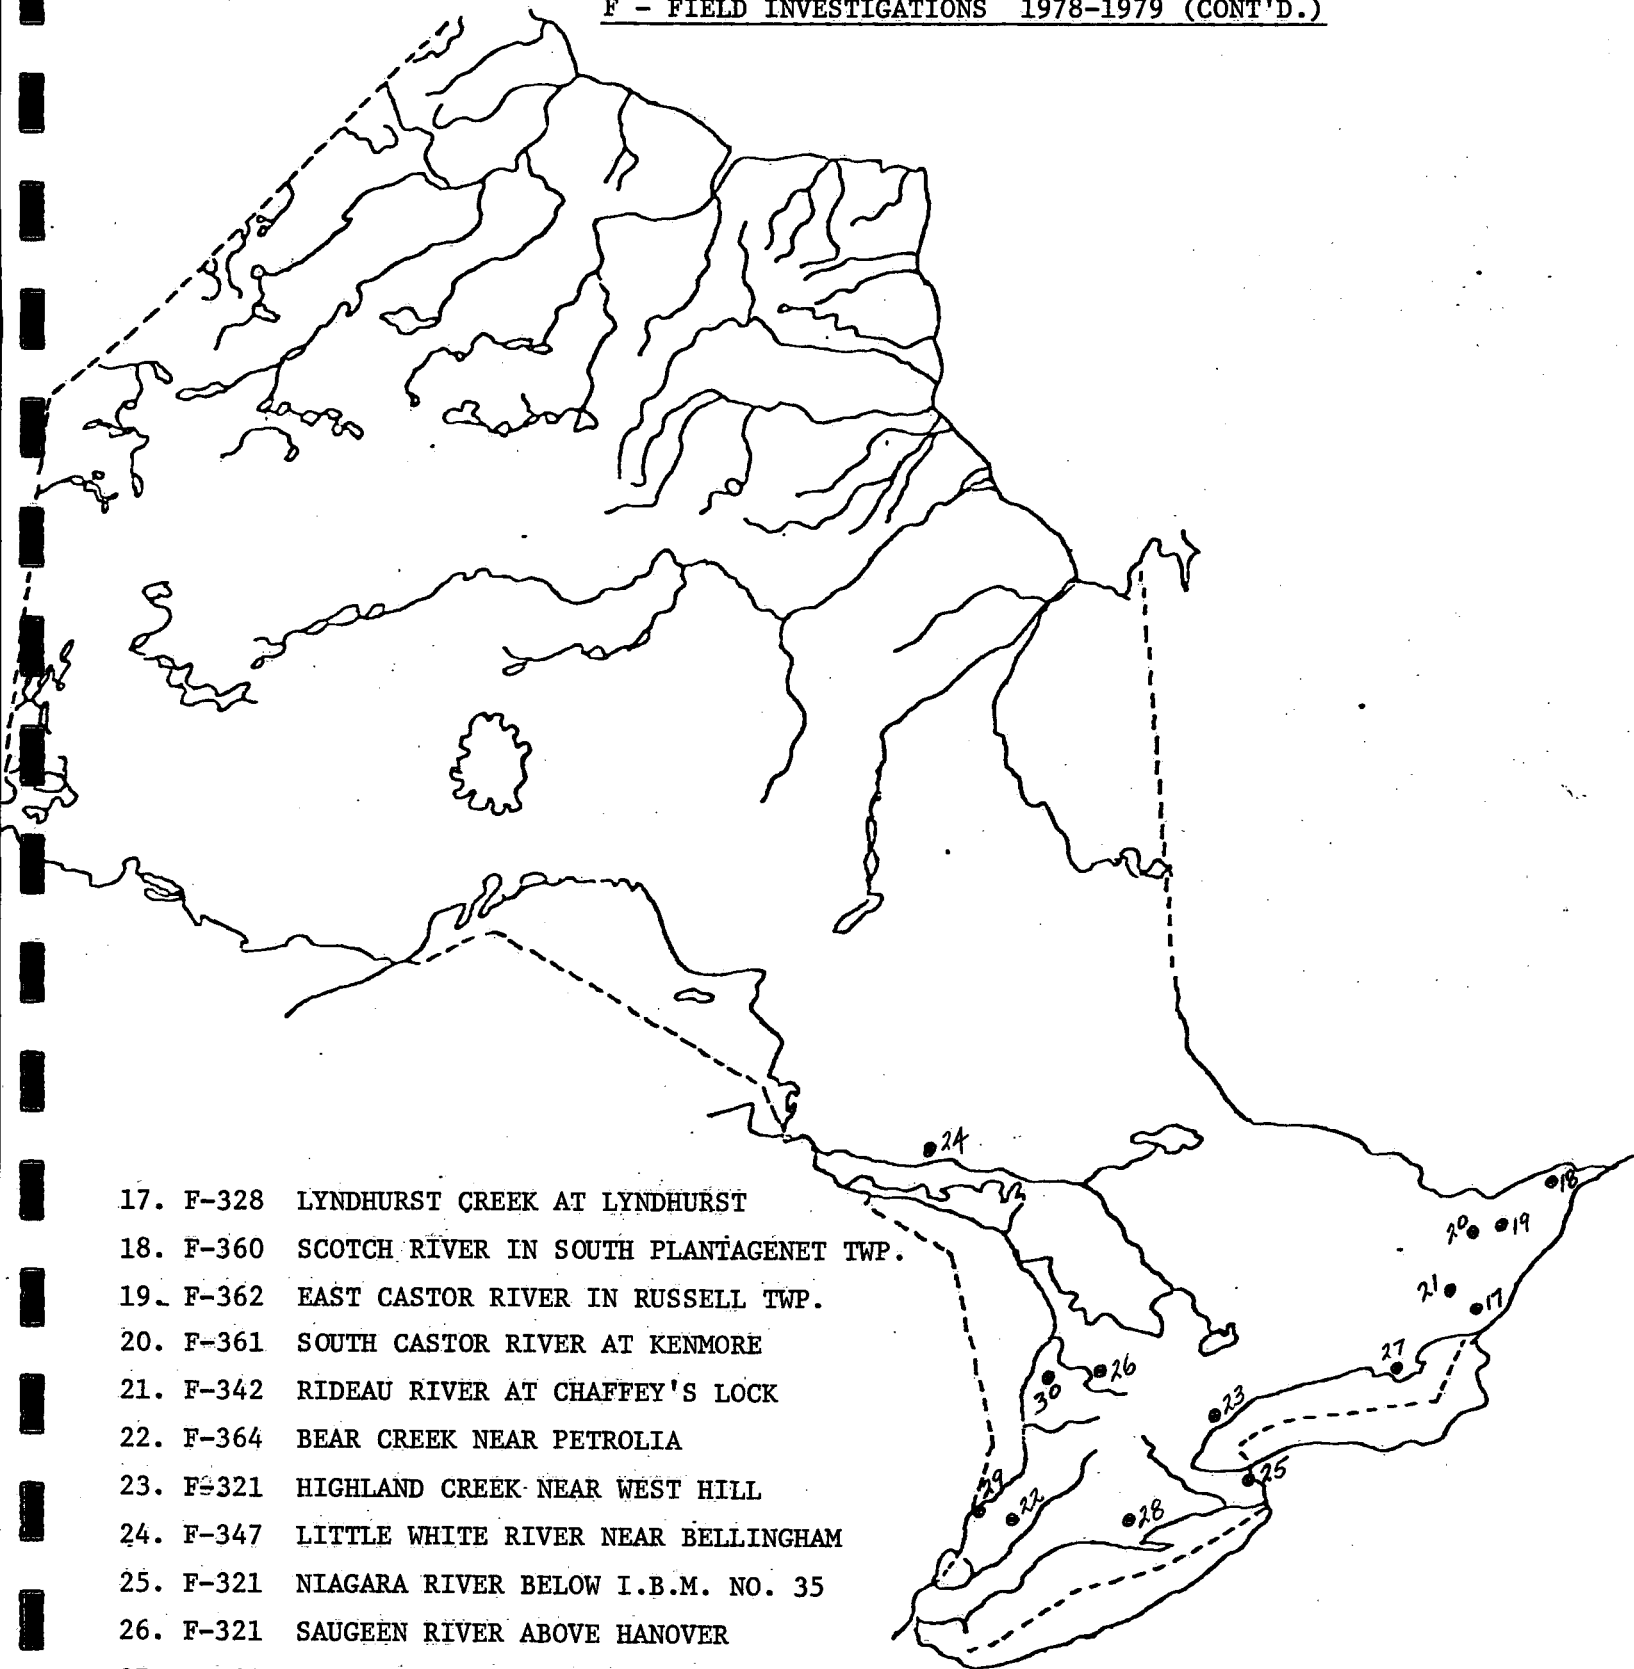 F - FIELD INVESTIGATIONS 1978-1979 (CONT'D.)
24
18
20
19
21
17
27
26
30
23
25
29
22
28
17. F-328 LYNDHURST CREEK AT LYNDHURST
18. F-360 SCOTCH RIVER IN SOUTH PLANTAGENET TWP.
19. F-362 EAST CASTOR RIVER IN RUSSELL TWP.
20. F-361 SOUTH CASTOR RIVER AT KENMORE
21. F-342 RIDEAU RIVER AT CHAFFEY'S LOCK
22. F-364 BEAR CREEK NEAR PETROLIA
23. F-321 HIGHLAND CREEK NEAR WEST HILL
24. F-347 LITTLE WHITE RIVER NEAR BELLINGHAM
25. F-321 NIAGARA RIVER BELOW I.B.M. NO. 35
26. F-321 SAUGEEN RIVER ABOVE HANOVER